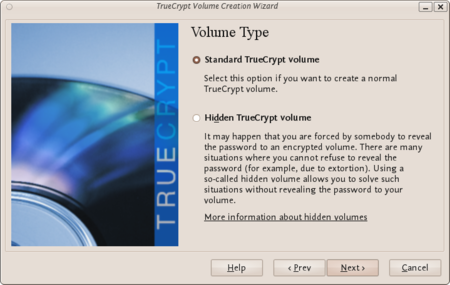 TrueCrypt Volume Creation Wizard
TRUECRYPT
Volume Type
Standard TrueCrypt volume
Select this option if you want to create a normal
TrueCrypt volume.
Hidden TrueCrypt volume
It may happen that you are forced by somebody to reveal
the password to an encrypted volume. There are many
situations where you cannot refuse to reveal the
password (for example, due to extortion). Using a
so-called hidden volume allows you to solve such
situations without revealing the password to your
volume.
More information about hidden volumes
Help
< Prev
Next >
Cancel